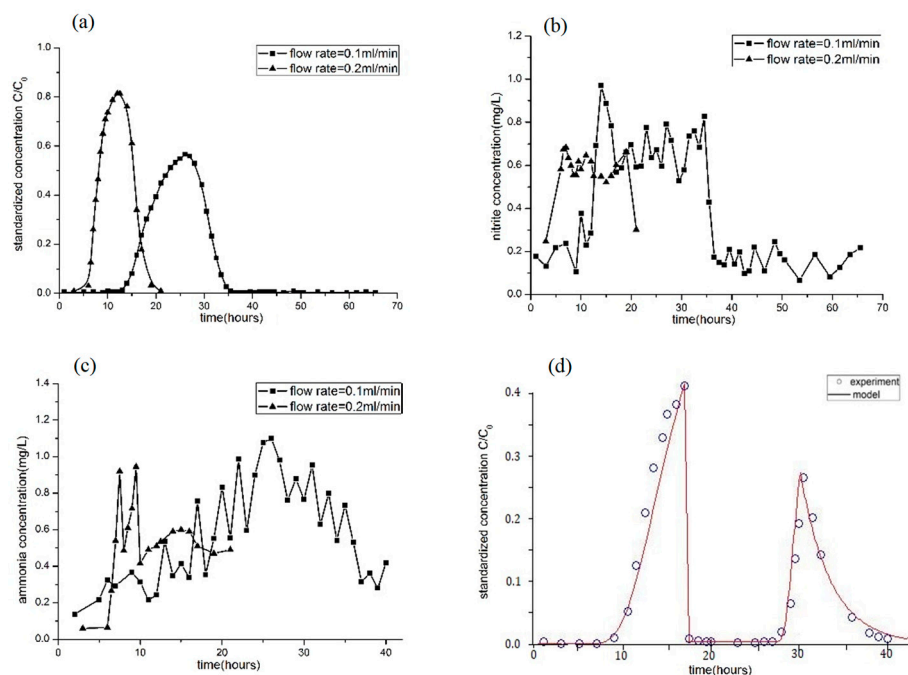 (a)
flow rate=0.1ml/min
flow rate=0.2ml/min
standardized concentration C/C0
1.0
0.8
0.6
0.4
0.2
0.0
0 10 20 30 40 50 60 70
time(hours)
(b)
flow rate=0.1ml/min
flow rate=0.2ml/min
nitrite concentration(mg/L)
1.2
1.0
0.8
0.6
0.4
0.2
0.0
0 10 20 30 40 50 60 70
time(hours)
(c)
flow rate=0.1ml/min
flow rate=0.2ml/min
ammonia concentration(mg/L)
1.4
1.2
1.0
0.8
0.6
0.4
0.2
0.0
0 10 20 30 40
time(hours)
(d)
experiment
model
standardized concentration C/C0
0.4
0.3
0.2
0.1
0.0
0 10 20 30 40
time(hours)